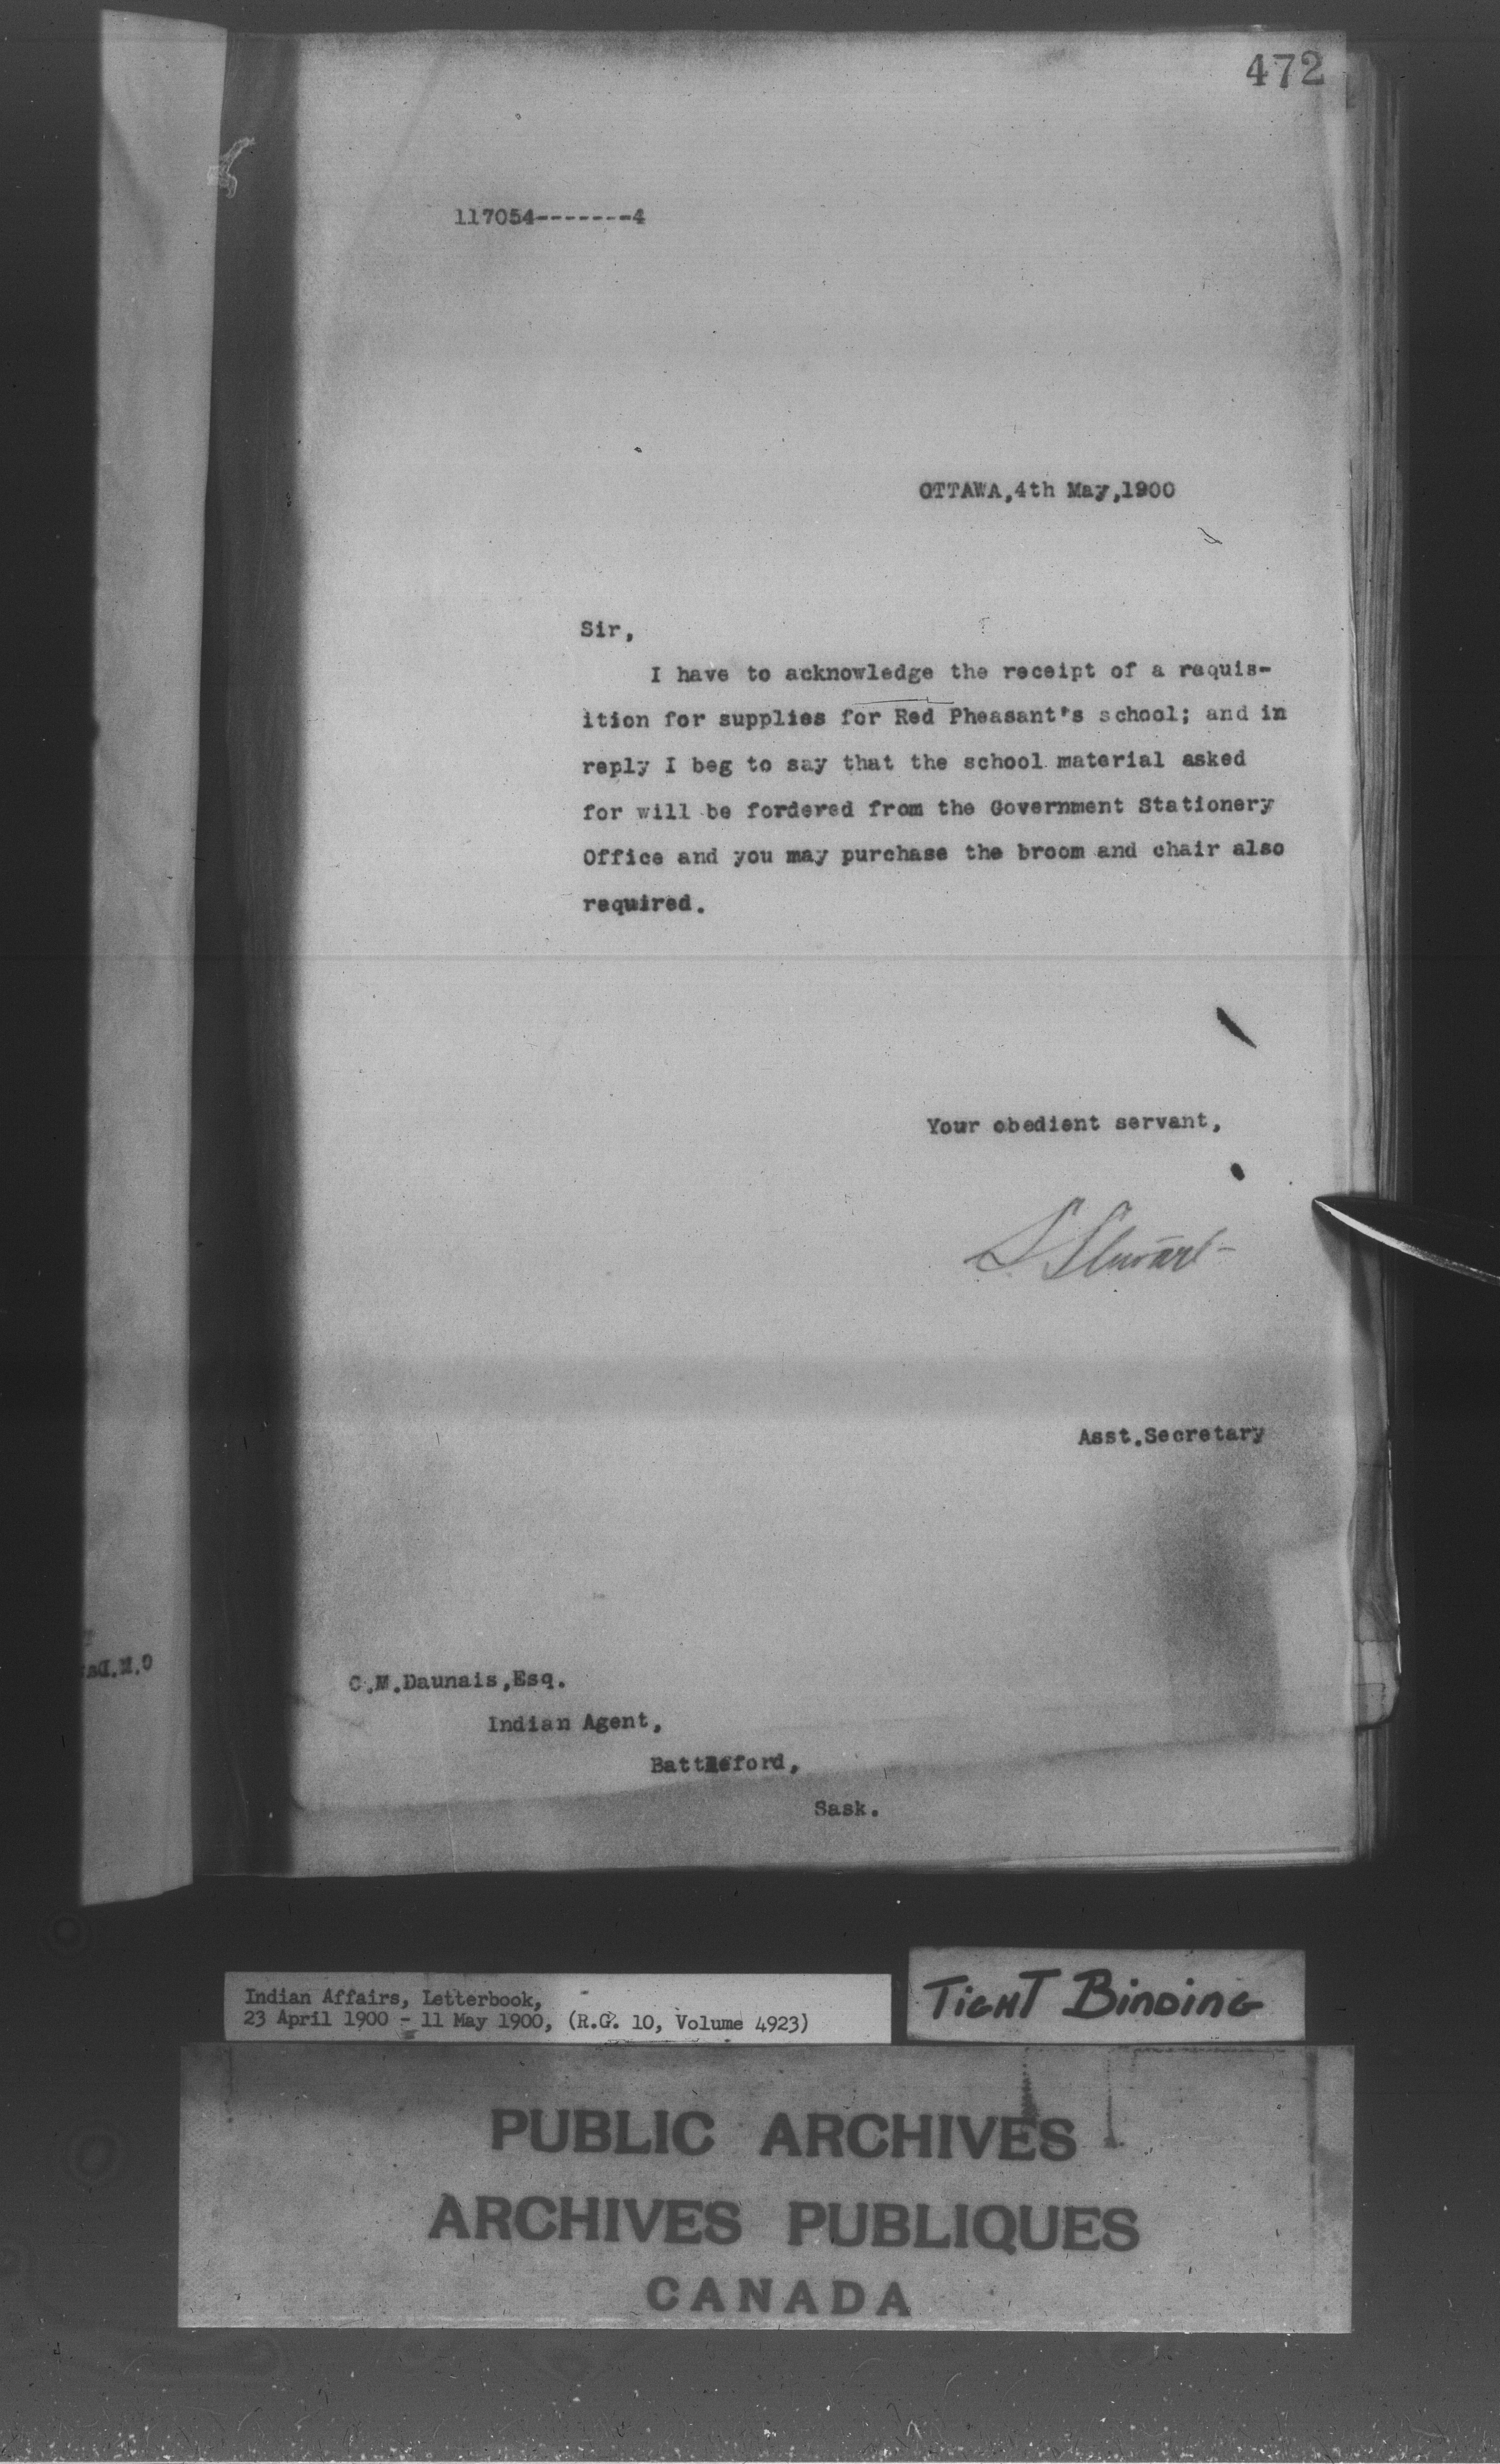 472
117054--------4
OTTAWA,4th May,1900
Sir,
I have to acknowledge the receipt of a requis-
ition for supplies for Red Pheasant's school; and in
reply I beg to say that the school material asked
for will be fordered from the Government Stationery
Office and you may purchase the broom and chair also
required.
Your obedient servant,
S Stewart
Asst.Secretary
C.M.Daunais,Esq.
Indian Agent,
Battleford,
Sask.
Indian Affairs, Letterbook,
23 April 1900 - 11 May 1900, (R.G. 10, Volume 4923)
TIGHT BINDING
PUBLIC ARCHIVES
ARCHIVES PUBLIQUES
CANADA